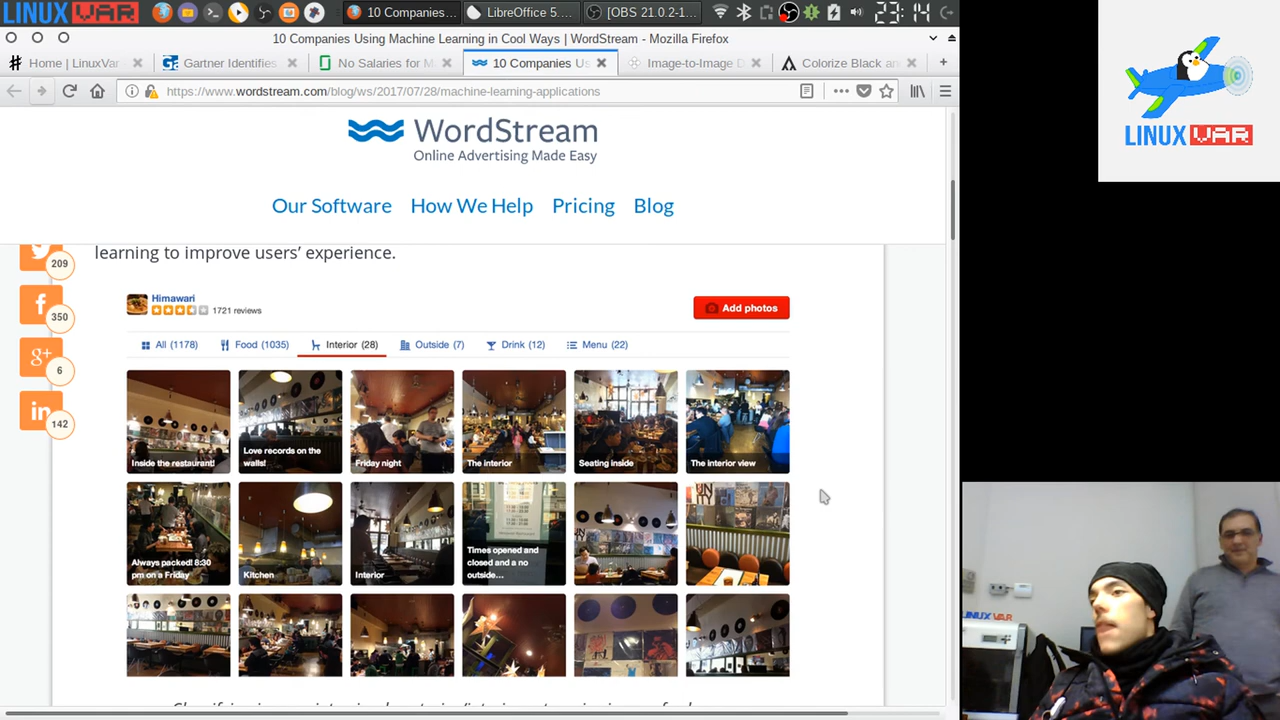 LINUX VAR
10 Companies...
LibreOffice 5....
[OBS 21.0.2-1...
23:14
10 Companies Using Machine Learning in Cool Ways | WordStream - Mozilla Firefox
Home | LinuxVar
Gartner Identifies
No Salaries for M
10 Companies Us
Image-to-Image D
Colorize Black and
https://www.wordstream.com/blog/ws/2017/07/28/machine-learning-applications
WordStream
Online Advertising Made Easy
Our Software
How We Help
Pricing
Blog
learning to improve users’ experience.
209
350
6
142
Himawari
1721 reviews
Add photos
All (1178)
Food (1035)
Interior (28)
Outside (7)
Drink (12)
Menu (22)
Inside the restaurant!
Love records on the
walls!
Friday night
The interior
Seating inside
The interior view
Always packed! 8:30
pm on a Friday
Kitchen
Interior
Times opened and
closed and a no
outside...
LINUX VAR
LINUX VAR